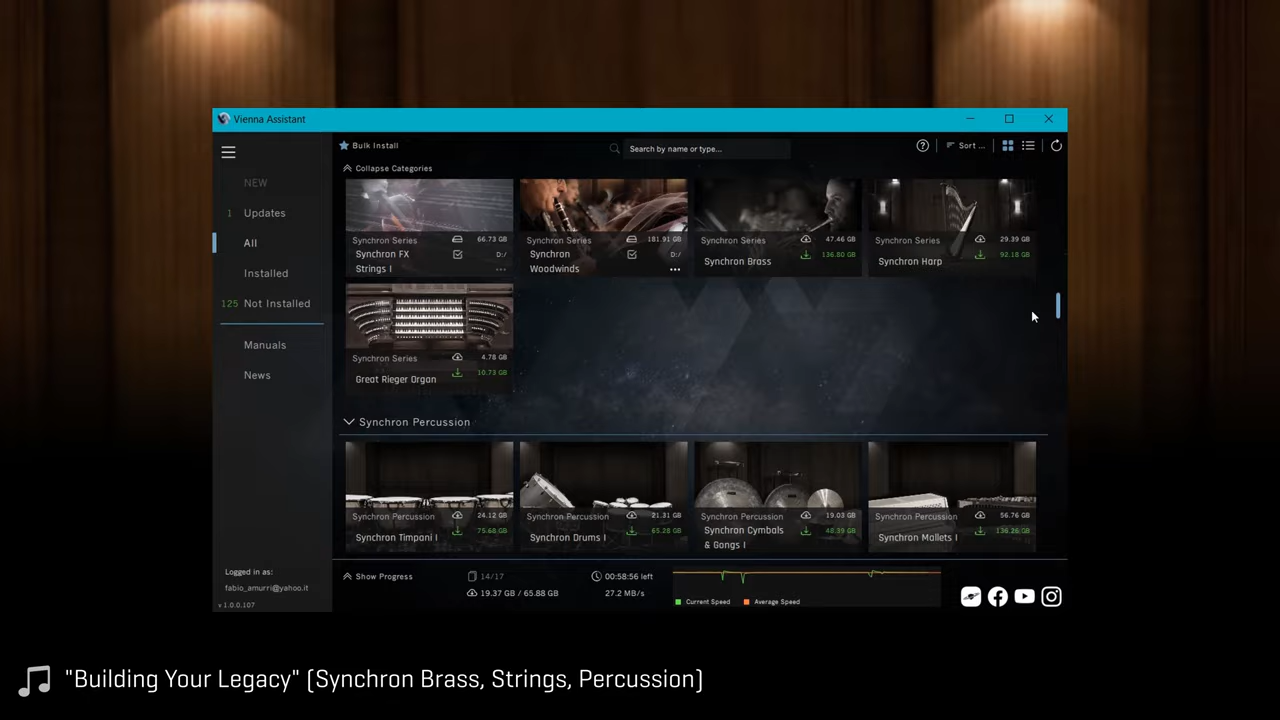 Vienna Assistant
NEW
1 Updates
All
Installed
125 Not Installed
Manuals
News
Logged in as:
fabio_amurri@yahoo.it
v 1.0.0.107
Bulk Install
Search by name or type...
Sort ...
Collapse Categories
Synchron Series 66.73 GB
Synchron FX D:/
Strings I
Synchron Series 181.91 GB
Synchron D:/
Woodwinds
Synchron Series 47.46 GB
Synchron Brass 136.80 GB
Synchron Series 29.39 GB
Synchron Harp 92.18 GB
Synchron Series 4.78 GB
Great Rieger Organ 10.73 GB
Synchron Percussion
Synchron Percussion 24.12 GB
Synchron Timpani I 75.68 GB
Synchron Percussion 21.31 GB
Synchron Drums I 65.28 GB
Synchron Percussion 19.03 GB
Synchron Cymbals 48.39 GB
& Gongs I
Synchron Percussion 56.76 GB
Synchron Mallets I 136.26 GB
Show Progress
14/17
00:58:56 left
19.37 GB / 65.88 GB
27.2 MB/s
Current Speed
Average Speed
"Building Your Legacy" (Synchron Brass, Strings, Percussion)